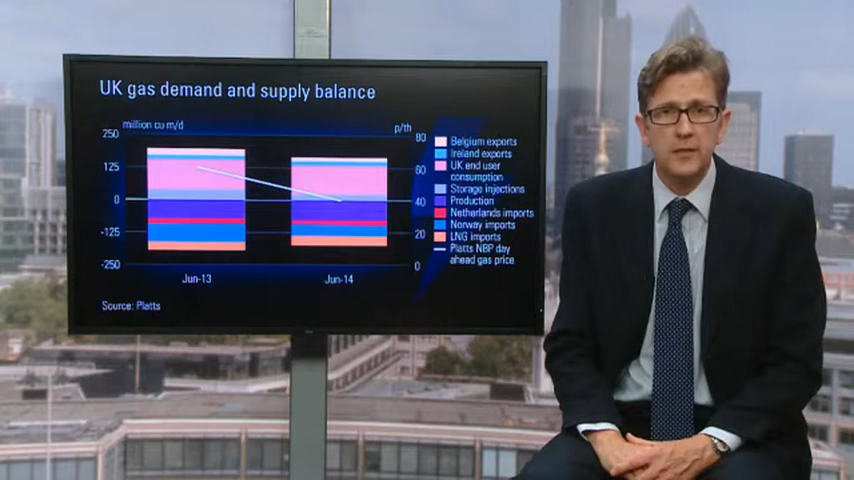 UK gas demand and supply balance
million cu m/d
p/th
250
125
0
-125
-250
80
60
40
20
0
Jun-13
Jun-14
Belgium exports
Ireland exports
UK end user
consumption
Storage injections
Production
Netherlands imports
Norway imports
LNG imports
Platts NBP day
ahead gas price
Source: Platts